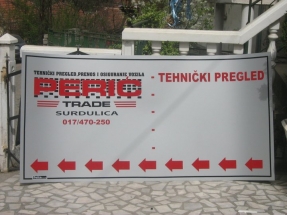 TEHNIČKI PREGLED, PRENOS I OSIGURANJE VOZILA
PERIĆ
TRADE
SURDULICA
017/470-250
- TEHNIČKI PREGLED
-
-
-
-